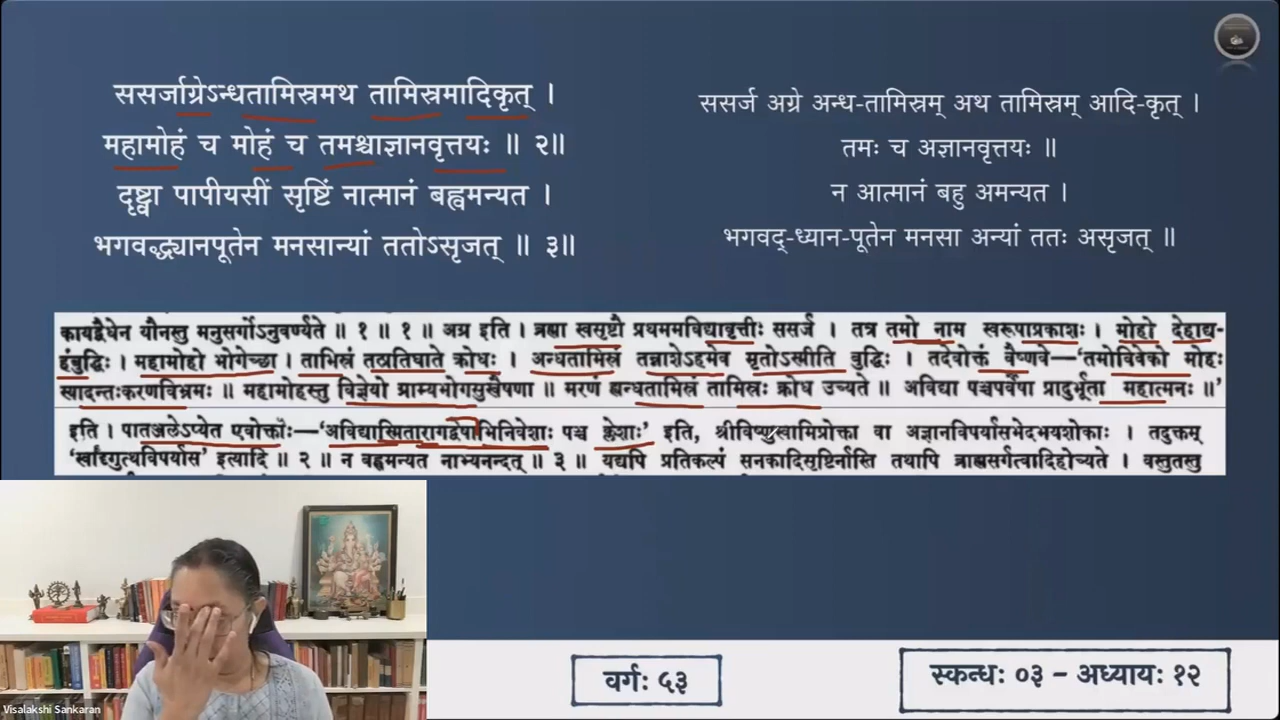 ससर्जाग्रेऽन्धतामिस्रमथ तामिस्रमादिकृत् ।
महामोहं च मोहं च तमश्चाज्ञानवृत्तयः ॥ २॥
दृष्ट्वा पापीयसीं सृष्टिं नात्मानं बह्वमन्यत ।
भगवद्ध्यानपूतेन मनसान्यां ततोऽसृजत् ॥ ३॥
ससर्ज अग्रे अन्ध-तामिस्रम् अथ तामिस्रम् आदि-कृत् ।
तमः च अज्ञानवृत्तयः ॥
न आत्मानं बहु अमन्यत ।
भगवद्-ध्यान-पूतेन मनसा अन्यां ततः असृजत् ॥
कायद्वैधेन यौनस्तु मनुसर्गोऽनुवर्ण्यते ॥ १ ॥ १ ॥ अग्र इति । ब्रह्मा स्वसृष्टौ प्रथममविद्यावृत्तीः ससर्ज । तत्र तमो नाम स्वरूपाप्रकाशः । मोहो देहाद्य-
हंबुद्धिः । महामोहो भोगेच्छा । तामिस्रं तत्प्रतिघाते क्रोधः । अन्धतामिस्रं तन्नाशेऽहमेव मृतोऽस्मीति बुद्धिः । तदेवोक्तं वैष्णवे—‘तमोविवेको मोहः
स्यादन्तःकरणविभ्रमः ॥ महामोहस्तु विज्ञेयो ग्राम्यभोगसुखैषणा ॥ मरणं ह्यन्धतामिस्रं तामिस्रः क्रोध उच्यते ॥ अविद्या पञ्चपर्वैषा प्रादुर्भूता महात्मनः ॥’
इति । पातञ्जलेऽप्येत एवोक्ताः—‘अविद्यास्मितारागद्वेषाभिनिवेशाः पञ्च क्लेशाः’ इति, श्रीविष्णुस्वामिप्रोक्ता वा अज्ञानविपर्यासभेदभयशोकाः । तदुक्तम्
‘स्वादृगुत्थविपर्यास’ इत्यादि ॥ २ ॥ न बह्वमन्यत नाभ्यनन्दत् ॥ ३ ॥ यद्यपि प्रतिकल्पं सनकादिसृष्टिर्नास्ति तथापि ब्राह्मसर्गत्वादिहोच्यते । वस्तुतस्तु
वर्गः ५३
स्कन्धः ०३ – अध्यायः १२
Visalakshi Sankaran